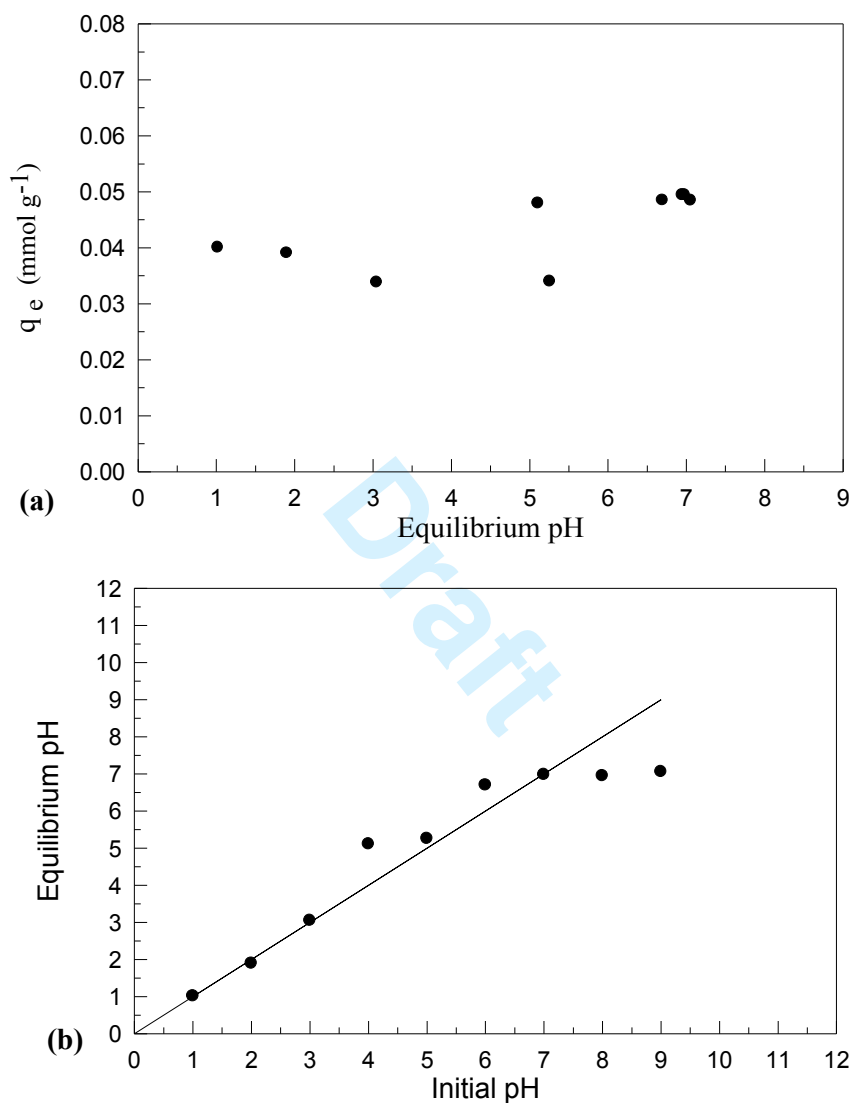 0.08
0.07
0.06
0.05
0.04
0.03
0.02
0.01
0.00
q e (mmol g-1)
0 1 2 3 4 5 6 7 8 9
(a)
Equilibrium pH
Draft
12
11
10
9
8
7
6
5
4
3
2
1
0
Equilibrium pH
(b)
0 1 2 3 4 5 6 7 8 9 10 11 12
Initial pH